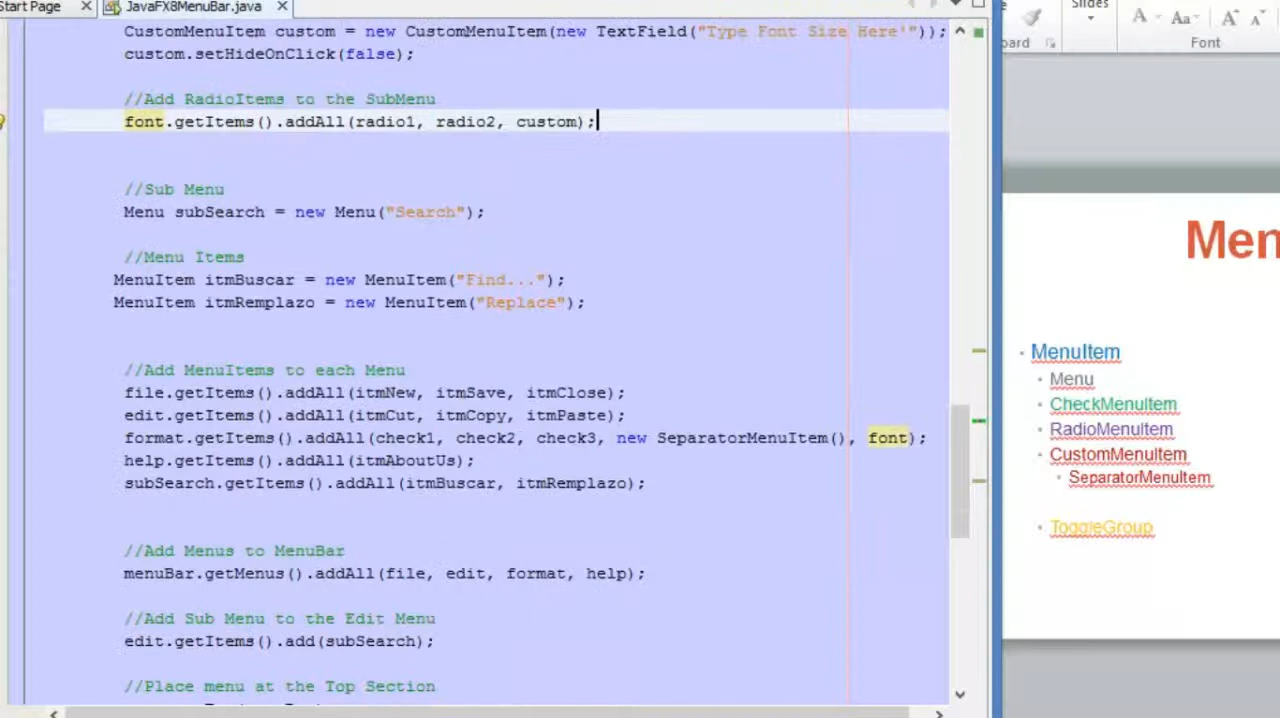 Start Page
JavaFX8MenuBar.java
CustomMenuItem custom = new CustomMenuItem(new TextField("Type Font Size Here'"));
custom.setHideOnClick(false);
//Add RadioItems to the SubMenu
font.getItems().addAll(radio1, radio2, custom);
//Sub Menu
Menu subSearch = new Menu("Search");
//Menu Items
MenuItem itmBuscar = new MenuItem("Find...");
MenuItem itmRemplazo = new MenuItem("Replace");
//Add MenuItems to each Menu
file.getItems().addAll(itmNew, itmSave, itmClose);
edit.getItems().addAll(itmCut, itmCopy, itmPaste);
format.getItems().addAll(check1, check2, check3, new SeparatorMenuItem(), font);
help.getItems().addAll(itmAboutUs);
subSearch.getItems().addAll(itmBuscar, itmRemplazo);
//Add Menus to MenuBar
menuBar.getMenus().addAll(file, edit, format, help);
//Add Sub Menu to the Edit Menu
edit.getItems().add(subSearch);
//Place menu at the Top Section
Slides
Font
Men
MenuItem
Menu
CheckMenuItem
RadioMenuItem
CustomMenuItem
SeparatorMenuItem
ToggleGroup